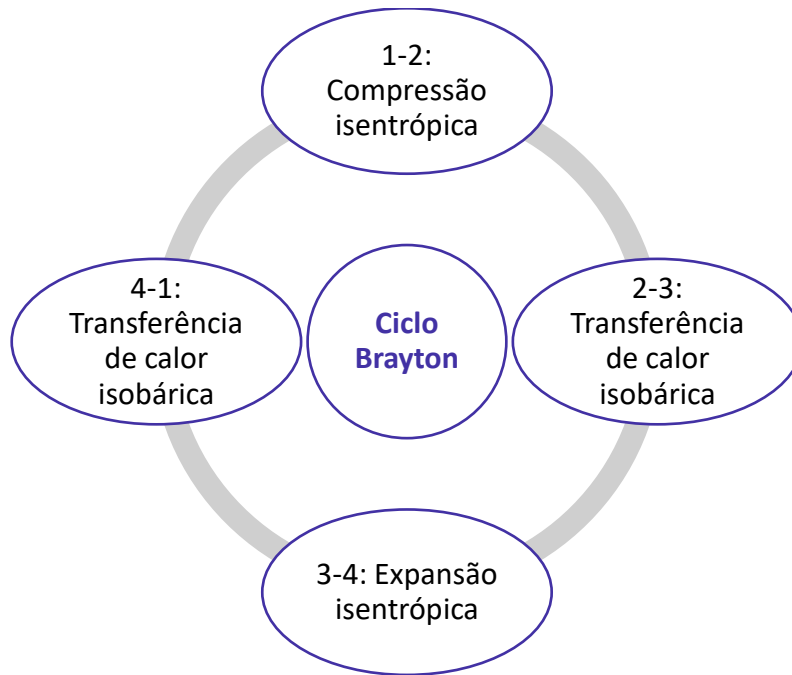 1-2:
Compressão
isentrópica
4-1:
Transferência
de calor
isobárica
Ciclo
Brayton
2-3:
Transferência
de calor
isobárica
3-4: Expansão
isentrópica